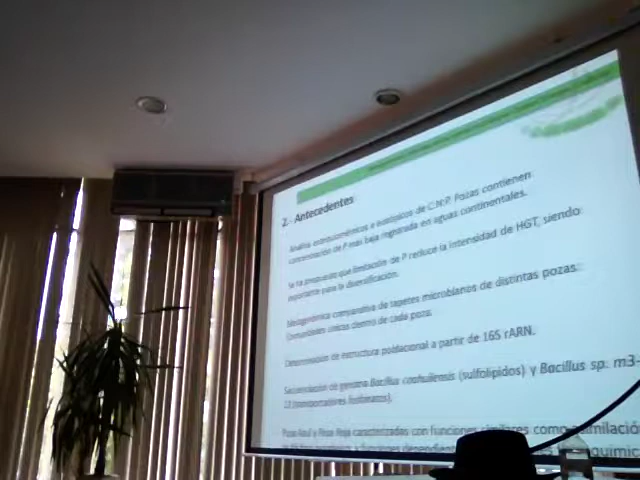 2.- Antecedentes
Análisis estequiométricos e isotópicos de C:N:P. Pozas contienen
concentración de P más baja registrada en aguas continentales.
Se ha propuesto que limitación de P reduce la intensidad de HGT, siendo
importante para la diversificación.
Metagenómica comparativa de tapetes microbianos de distintas pozas.
Comunidades únicas dentro de cada poza.
Determinación de estructura poblacional a partir de 16S rARN.
Secuenciación de genoma Bacillus coahuilensis (sulfolípidos) y Bacillus sp. m3-
13 (transportadores fosfonatos).
Poza Azul y Poza Roja caracterizadas con funciones similares como asimilació